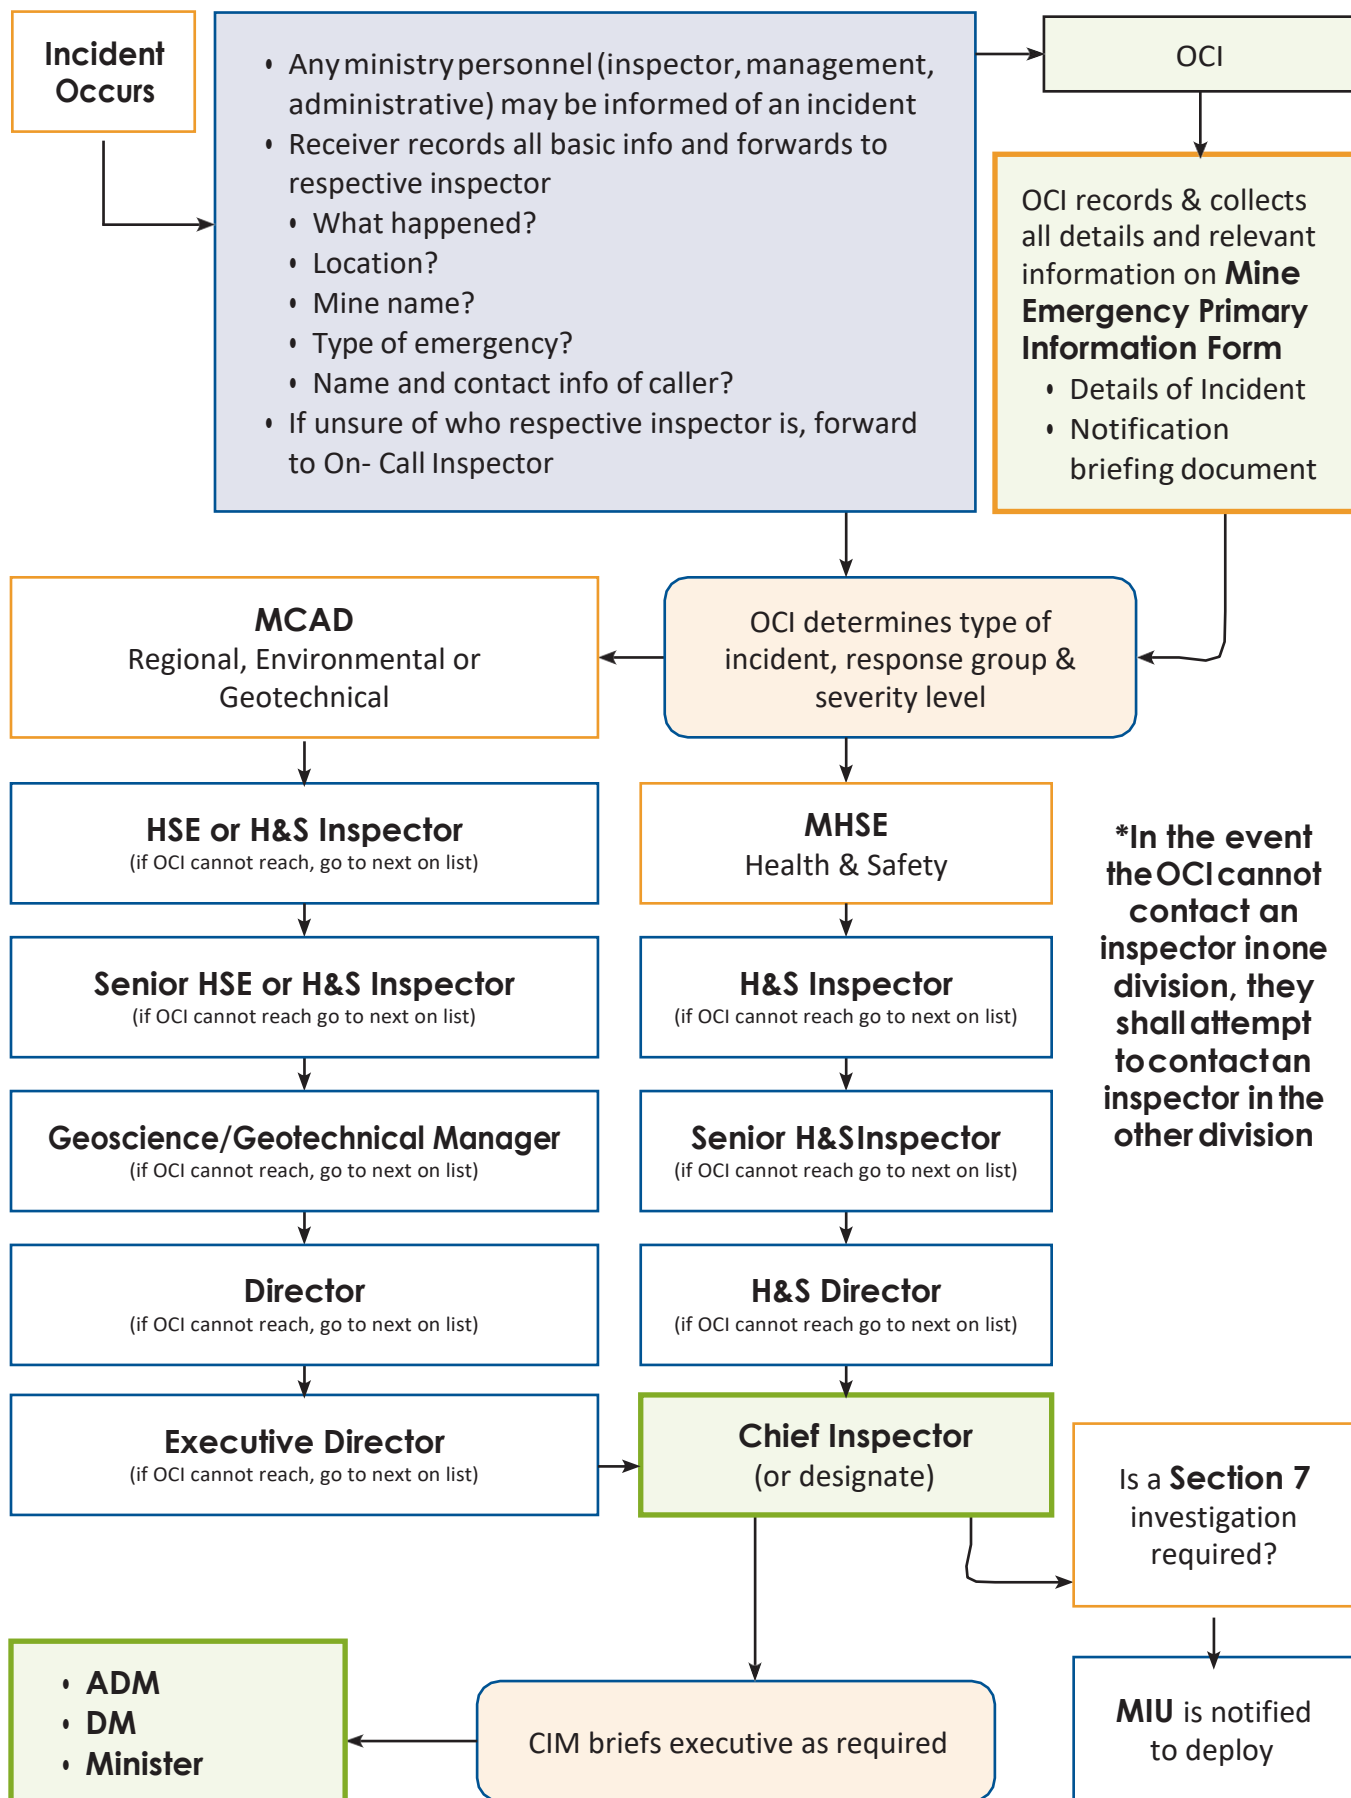 Incident
Occurs
• Any ministry personnel (inspector, management,
administrative) may be informed of an incident
• Receiver records all basic info and forwards to
respective inspector
• What happened?
• Location?
• Mine name?
• Type of emergency?
• Name and contact info of caller?
• If unsure of who respective inspector is, forward
to On- Call Inspector
OCI
OCI records & collects
all details and relevant
information on Mine
Emergency Primary
Information Form
• Details of Incident
• Notification
briefing document
MCAD
Regional, Environmental or
Geotechnical
OCI determines type of
incident, response group &
severity level
HSE or H&S Inspector
(if OCI cannot reach, go to next on list)
Senior HSE or H&S Inspector
(if OCI cannot reach go to next on list)
Geoscience/Geotechnical Manager
(if OCI cannot reach, go to next on list)
Director
(if OCI cannot reach, go to next on list)
Executive Director
(if OCI cannot reach, go to next on list)
MHSE
Health & Safety
H&S Inspector
(if OCI cannot reach go to next on list)
Senior H&S Inspector
(if OCI cannot reach go to next on list)
H&S Director
(if OCI cannot reach go to next on list)
Chief Inspector
(or designate)
*In the event
the OCI cannot
contact an
inspector in one
division, they
shall attempt
to contact an
inspector in the
other division
Is a Section 7
investigation
required?
MIU is notified
to deploy
CIM briefs executive as required
• ADM
• DM
• Minister